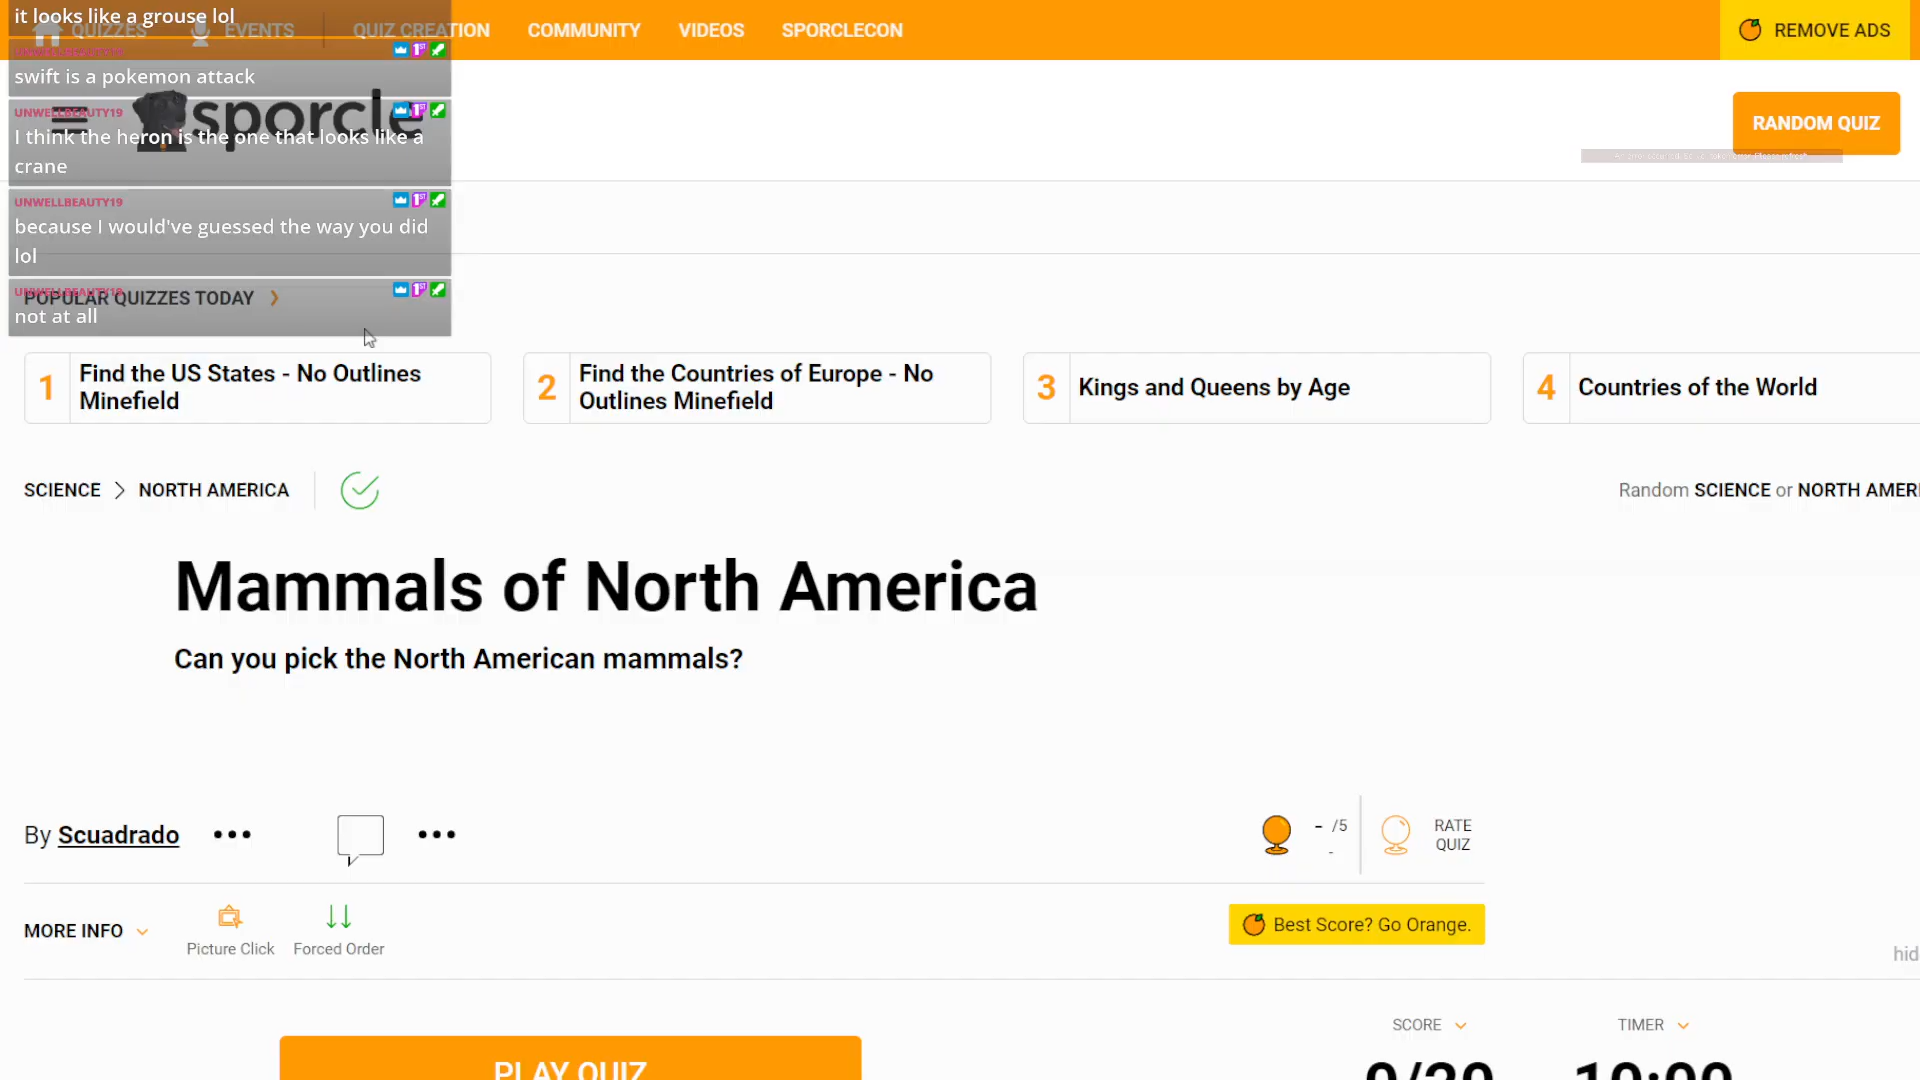 it looks like a grouse lol
QUIZZES
EVENTS
QUIZ CREATION
COMMUNITY
VIDEOS
SPORCLECON
REMOVE ADS
swift is a pokemon attack
sporcle
RANDOM QUIZ
UNWELLBEAUTY19
I think the heron is the one that looks like a
crane
UNWELLBEAUTY19
because I would've guessed the way you did
lol
UNWELLBEAUTY19
POPULAR QUIZZES TODAY
not at all
1 Find the US States - No Outlines
Minefield
2 Find the Countries of Europe - No
Outlines Minefield
3 Kings and Queens by Age
4 Countries of the World
SCIENCE > NORTH AMERICA
Random SCIENCE or NORTH AMERI
Mammals of North America
Can you pick the North American mammals?
By Scuadrado
- /5
-
RATE
QUIZ
MORE INFO
Picture Click
Forced Order
Best Score? Go Orange.
hid
SCORE
TIMER
PLAY QUIZ